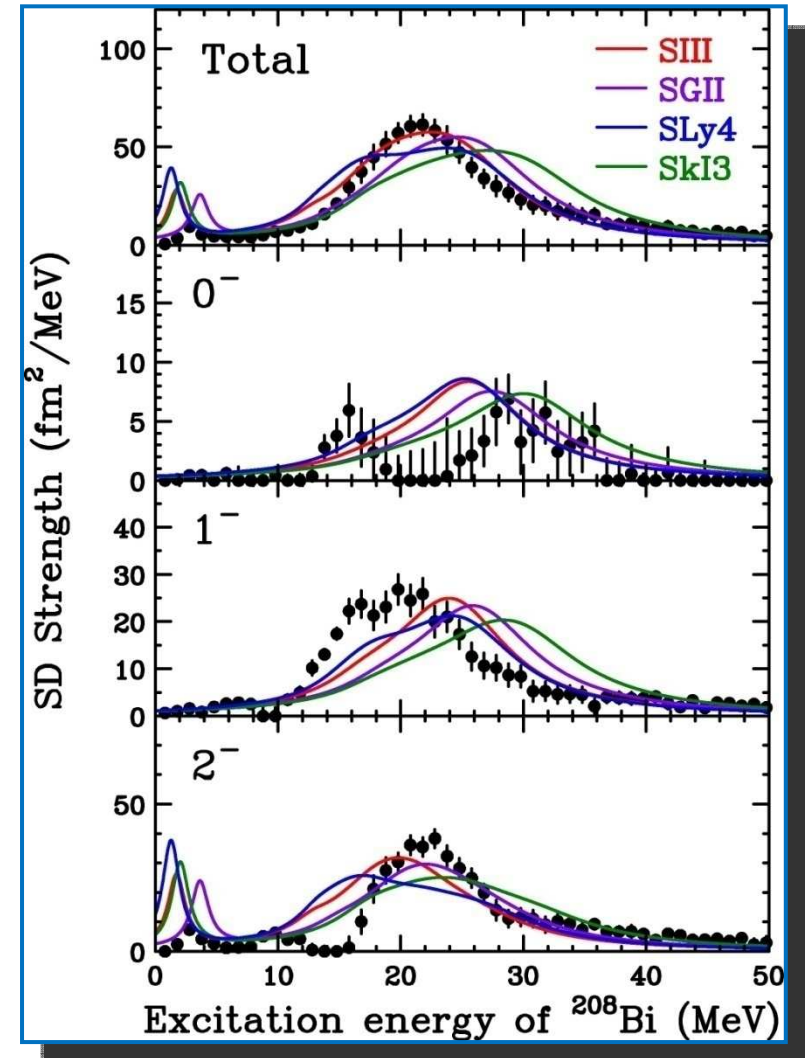 Total
SIII
SGII
SLy4
SkI3
100
50
0
0⁻
15
10
5
0
1⁻
40
30
20
10
0
2⁻
50
0
0 10 20 30 40 50
SD Strength (fm²/MeV)
Excitation energy of ²⁰⁸Bi (MeV)